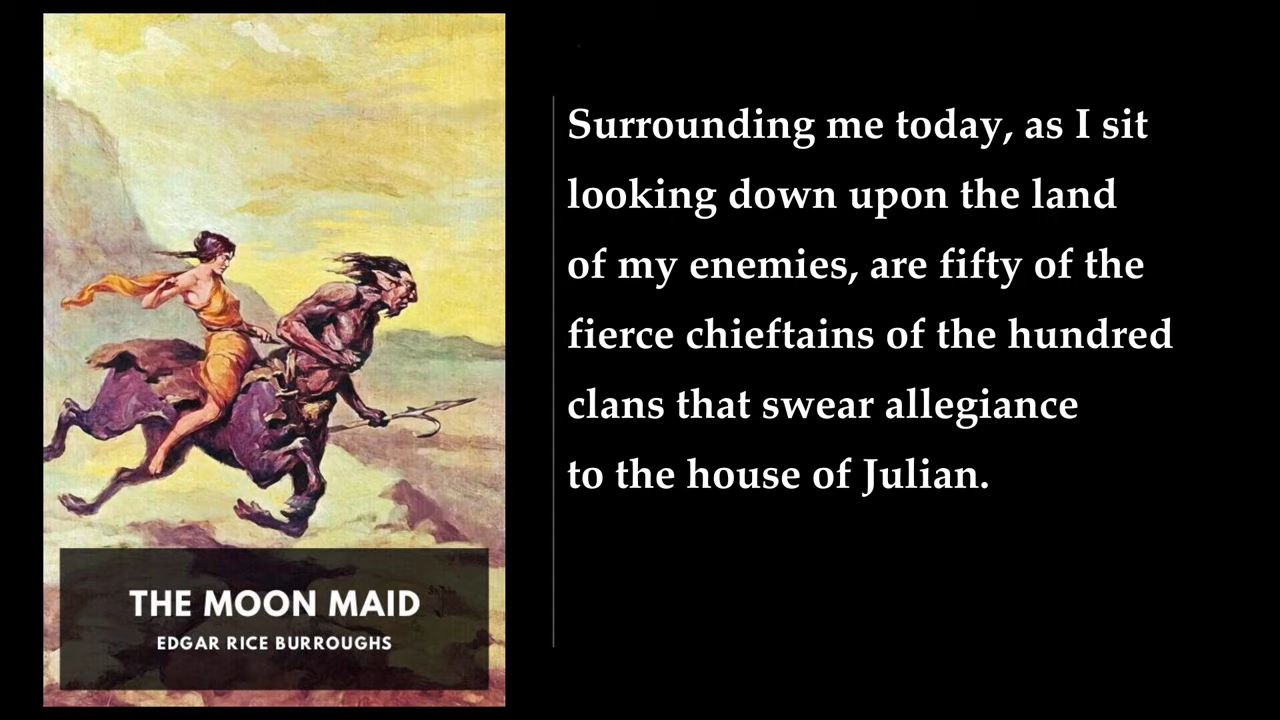 THE MOON MAID
EDGAR RICE BURROUGHS
Surrounding me today, as I sit
looking down upon the land
of my enemies, are fifty of the
fierce chieftains of the hundred
clans that swear allegiance
to the house of Julian.